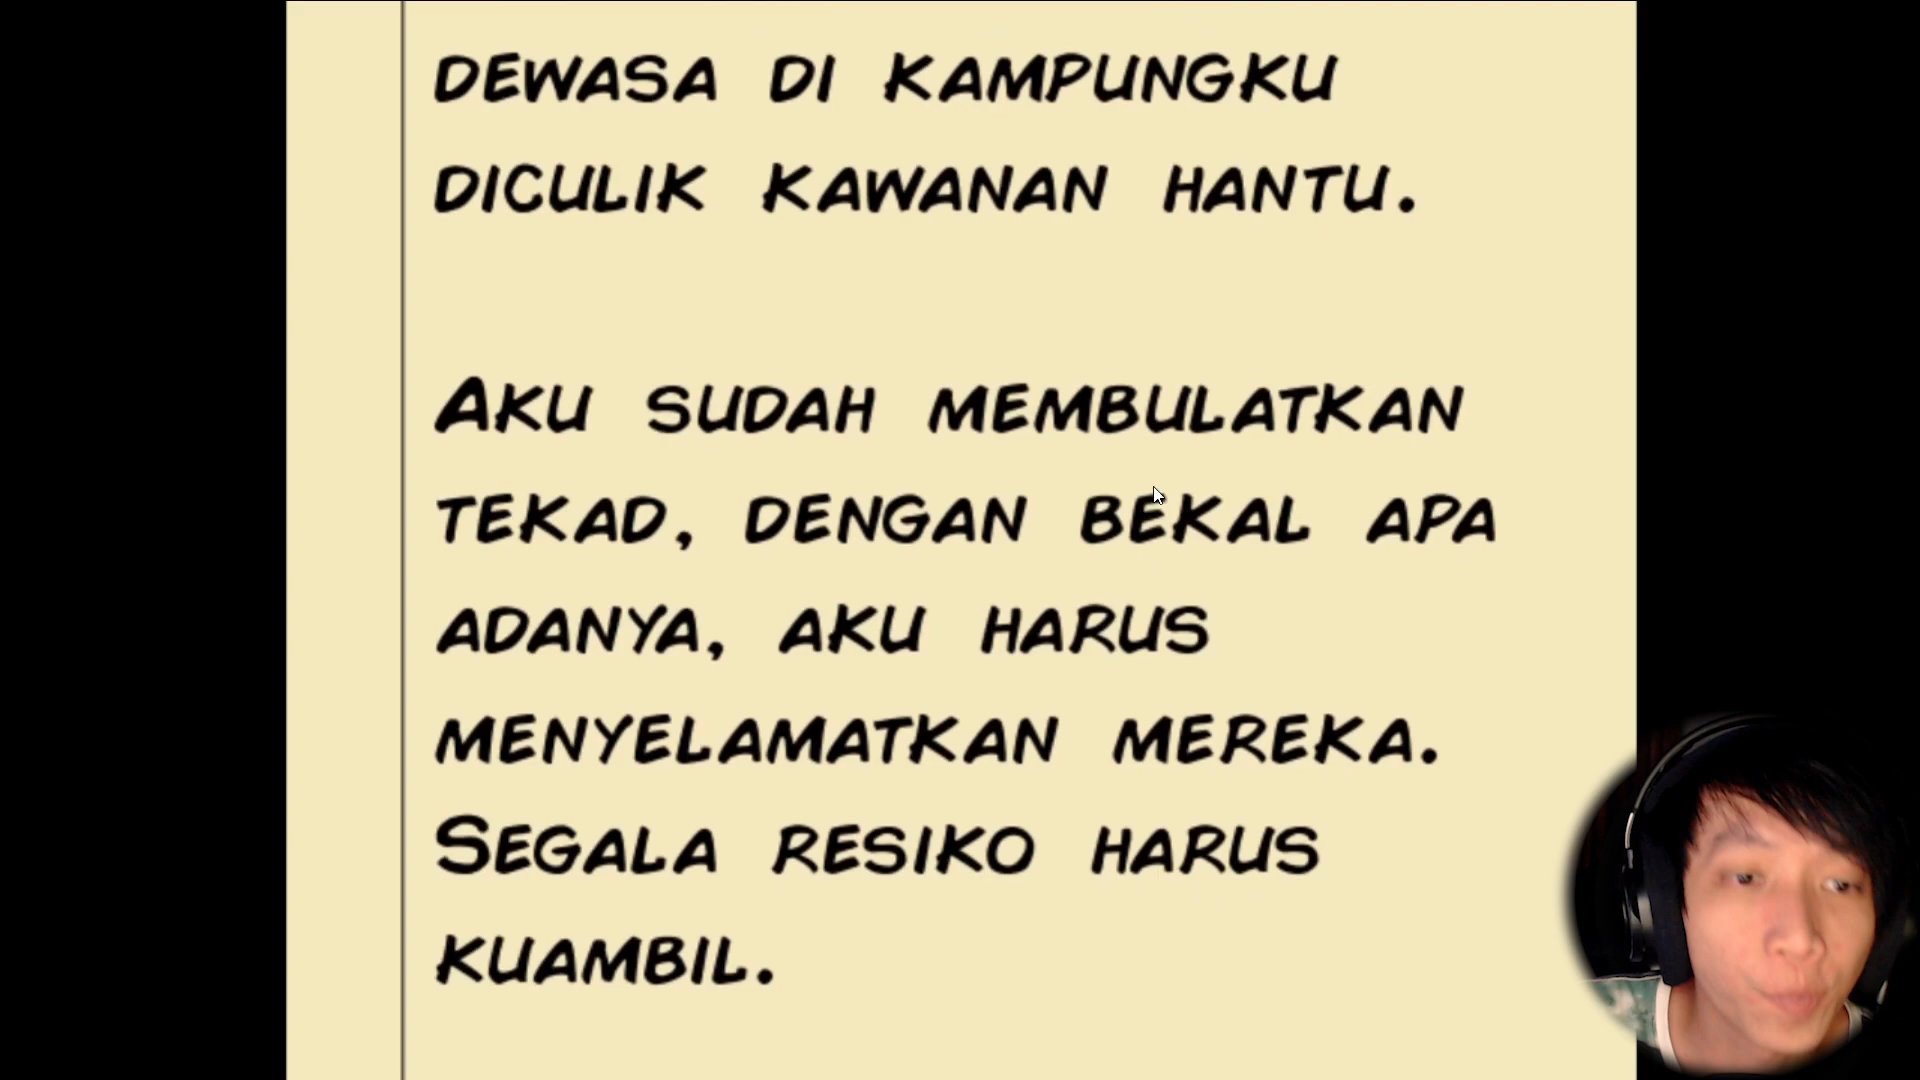 DEWASA DI KAMPUNGKU
DICULIK KAWANAN HANTU.
AKU SUDAH MEMBULATKAN
TEKAD, DENGAN BEKAL APA
ADANYA, AKU HARUS
MENYELAMATKAN MEREKA.
SEGALA RESIKO HARUS
KUAMBIL.